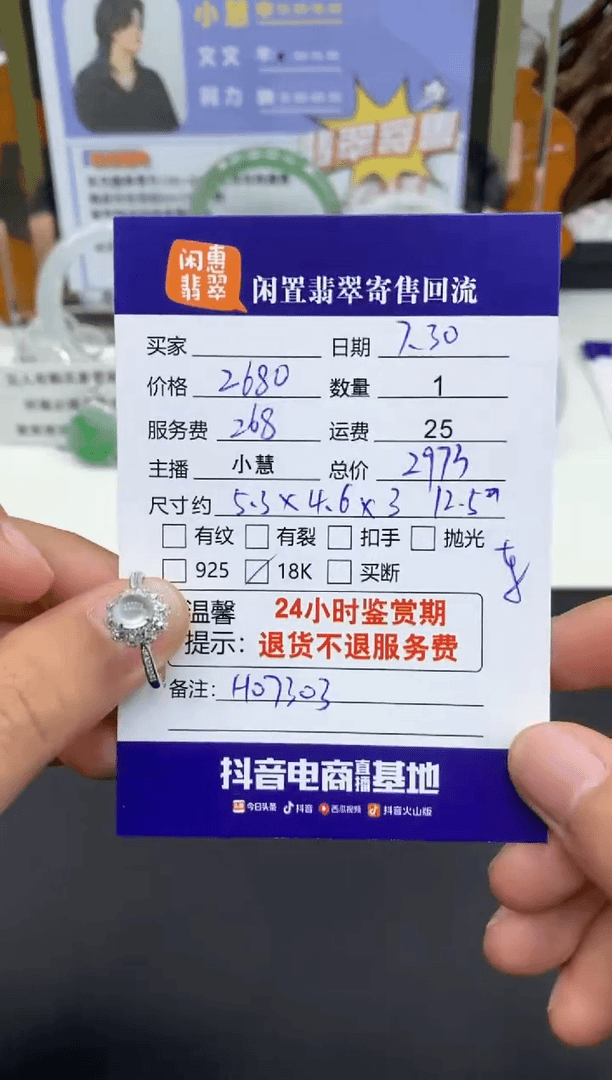 小慧
文文
闲惠
翡翠
闲置翡翠寄售回流
买家 日期 7.30
价格 2680 数量 1
服务费 268 运费 25
主播 小慧 总价 2973
尺寸约 5.3×4.6×3 12.5
有纹 有裂 扣手 抛光
925 18K 买断
温馨 24小时鉴赏期
提示: 退货不退服务费
备注: H07303
抖音电商直播基地
今日头条 抖音 西瓜视频 抖音火山版